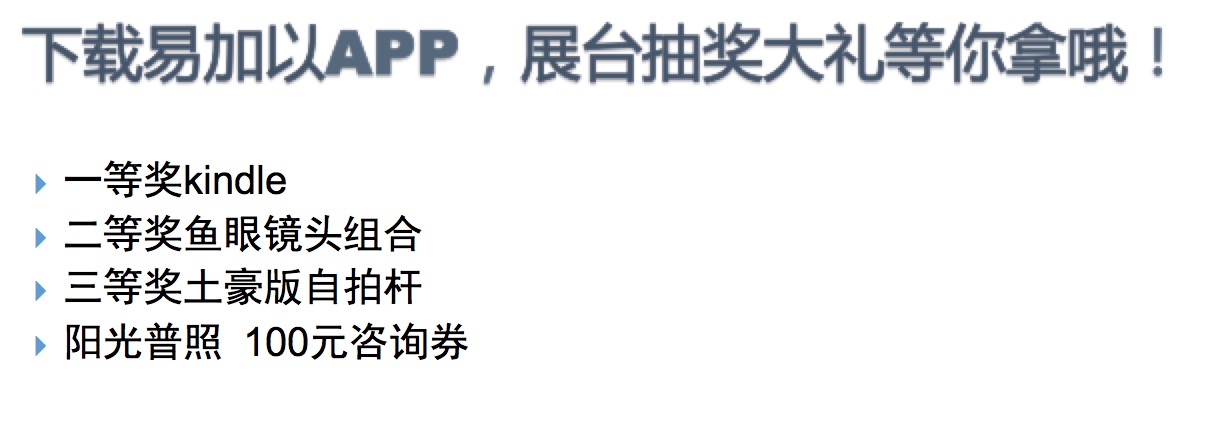 下载易加以APP，展台抽奖大礼等你拿哦！
一等奖kindle
二等奖鱼眼镜头组合
三等奖土豪版自拍杆
阳光普照 100元咨询券